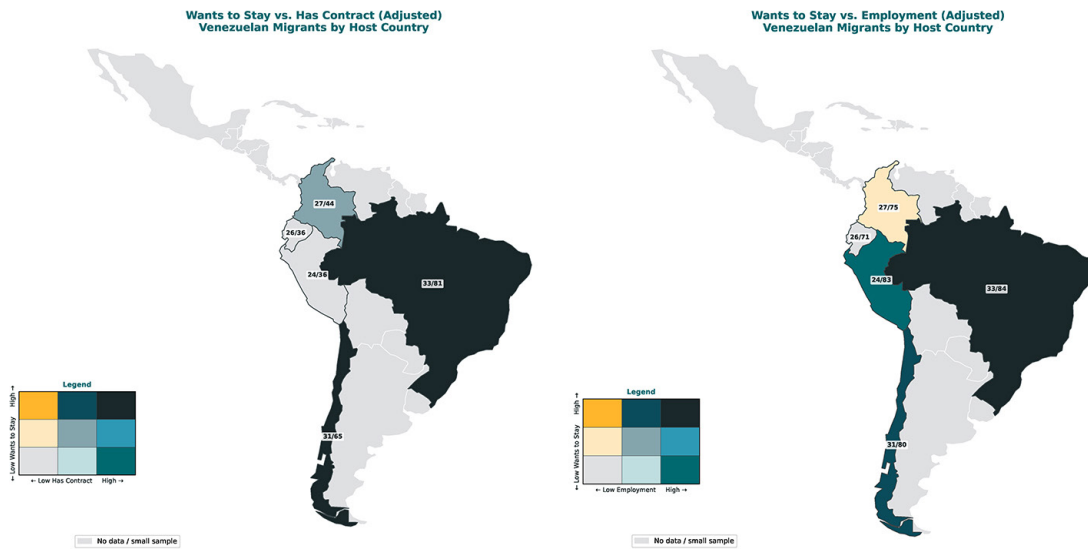 Wants to Stay vs. Has Contract (Adjusted)
Venezuelan Migrants by Host Country
27/44
26/36
24/36
33/81
31/65
Legend
← Low Wants to Stay High →
← Low Has Contract High →
No data / small sample
Wants to Stay vs. Employment (Adjusted)
Venezuelan Migrants by Host Country
27/75
26/71
24/83
33/84
31/80
Legend
← Low Wants to Stay High →
← Low Employment High →
No data / small sample